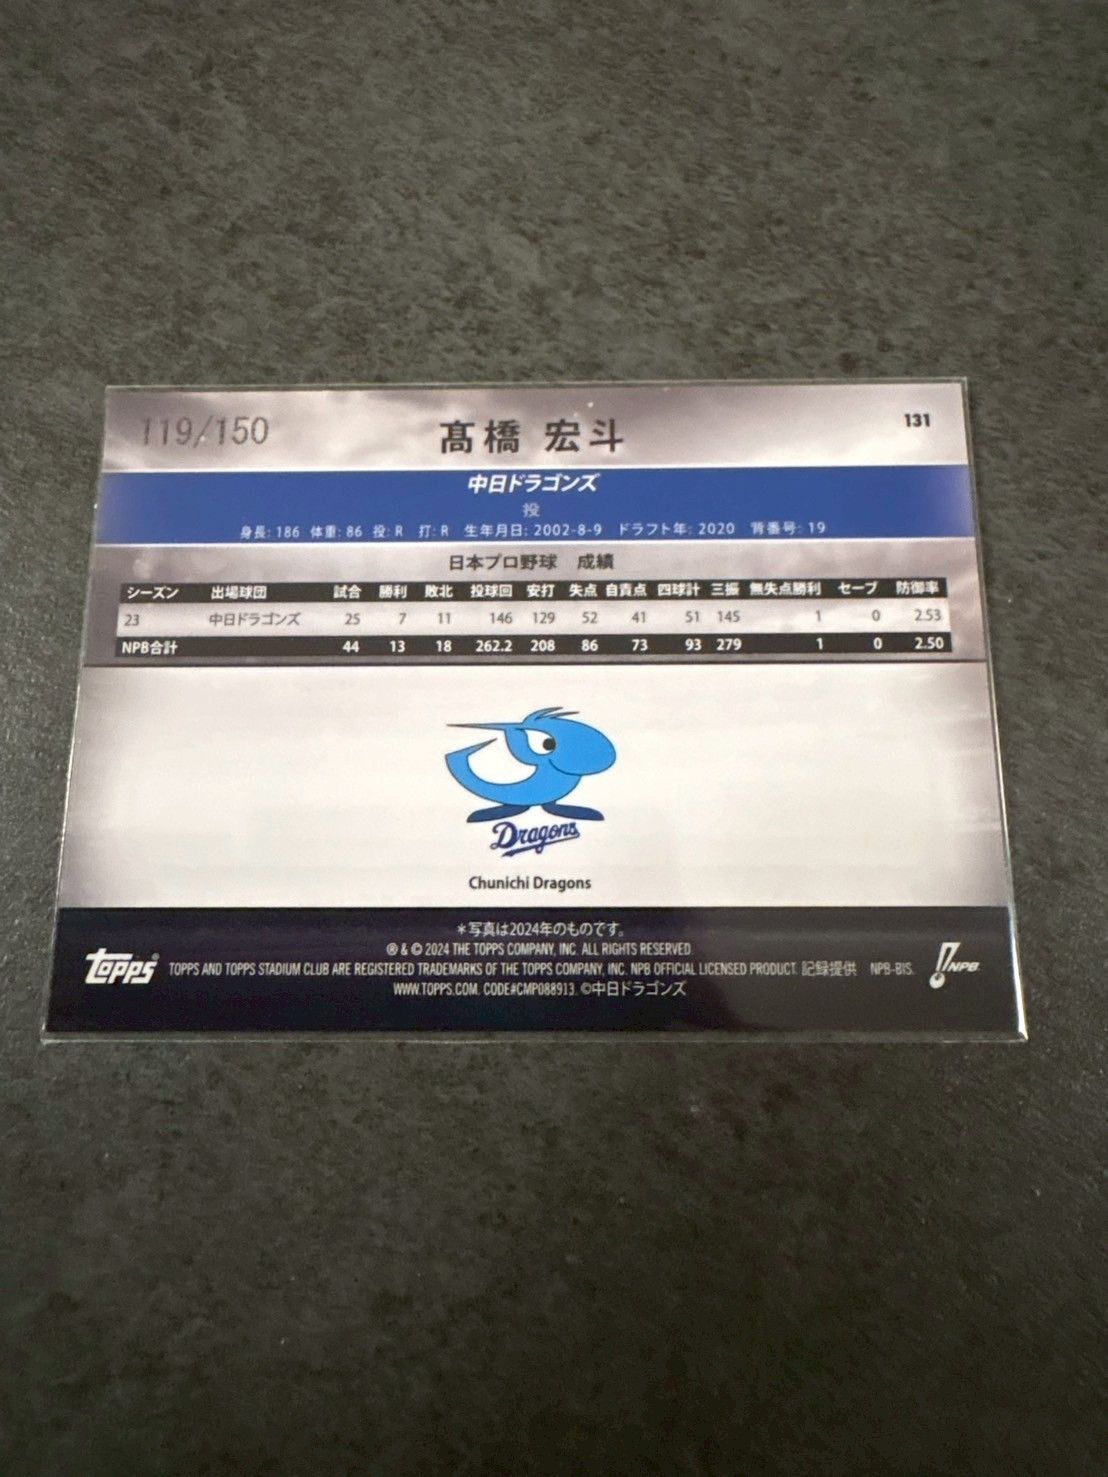 119/150
髙橋 宏斗
131
中日ドラゴンズ
投
身長: 186 体重: 86 投: R 打: R 生年月日: 2002-8-9 ドラフト年: 2020 背番号: 19
日本プロ野球 成績
シーズン 出場球団 試合 勝利 敗北 投球回 安打 失点 自責点 四球計 三振 無失点勝利 セーブ 防御率
23 中日ドラゴンズ 25 7 11 146 129 52 41 51 145 1 0 2.53
NPB合計 44 13 18 262.2 208 86 73 93 279 1 0 2.50
Dragons
Chunichi Dragons
＊写真は2024年のものです。
® & © 2024 THE TOPPS COMPANY, INC. ALL RIGHTS RESERVED
topps TOPPS AND TOPPS STADIUM CLUB ARE REGISTERED TRADEMARKS OF THE TOPPS COMPANY, INC. NPB OFFICIAL LICENSED PRODUCT. 記録提供 NPB-BIS. NPB
WWW.TOPPS.COM. CODE#CMP088913. ©中日ドラゴンズ